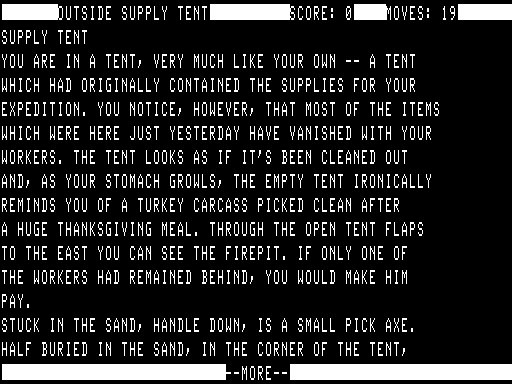 OUTSIDE SUPPLY TENT SCORE: 0 MOVES: 19
SUPPLY TENT
YOU ARE IN A TENT, VERY MUCH LIKE YOUR OWN -- A TENT
WHICH HAD ORIGINALLY CONTAINED THE SUPPLIES FOR YOUR
EXPEDITION. YOU NOTICE, HOWEVER, THAT MOST OF THE ITEMS
WHICH WERE HERE JUST YESTERDAY HAVE VANISHED WITH YOUR
WORKERS. THE TENT LOOKS AS IF IT'S BEEN CLEANED OUT
AND, AS YOUR STOMACH GROWLS, THE EMPTY TENT IRONICALLY
REMINDS YOU OF A TURKEY CARCASS PICKED CLEAN AFTER
A HUGE THANKSGIVING MEAL. THROUGH THE OPEN TENT FLAPS
TO THE EAST YOU CAN SEE THE FIREPIT. IF ONLY ONE OF
THE WORKERS HAD REMAINED BEHIND, YOU WOULD MAKE HIM
PAY.
STUCK IN THE SAND, HANDLE DOWN, IS A SMALL PICK AXE.
HALF BURIED IN THE SAND, IN THE CORNER OF THE TENT,
--MORE--